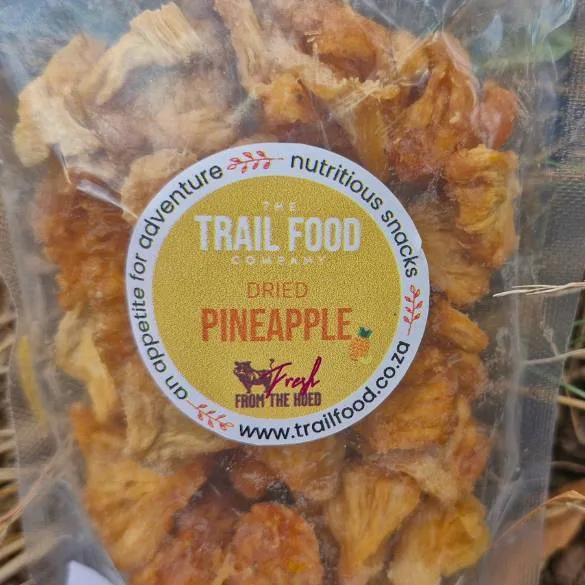 an appetite for adventure
nutritious snacks
THE
TRAIL FOOD
COMPANY
DRIED
PINEAPPLE
Fresh
FROM THE HOED
www.trailfood.co.za